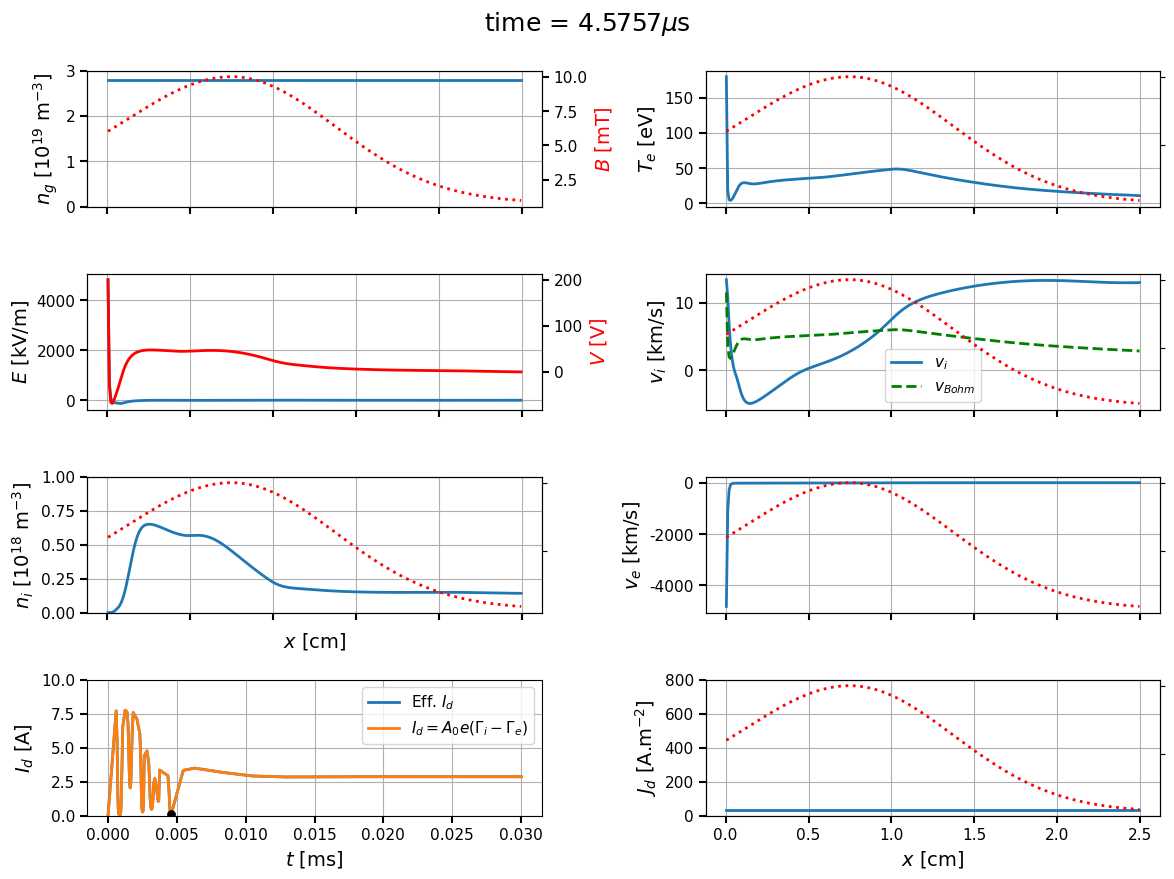 time = 4.5757μs
n_g [10^19 m^−3]
3
2
1
0
10.0
7.5
5.0
2.5
B [mT]
T_e [eV]
150
100
50
0
E [kV/m]
4000
2000
0
200
100
0
V [V]
v_i [km/s]
10
0
v_i
v_Bohm
n_i [10^18 m^−3]
1.00
0.75
0.50
0.25
0.00
x [cm]
v_e [km/s]
0
-2000
-4000
I_d [A]
10.0
7.5
5.0
2.5
0.0
Eff. I_d
I_d = A_0e(Γ_i − Γ_e)
0.000 0.005 0.010 0.015 0.020 0.025 0.030
t [ms]
J_d [A.m^−2]
800
600
400
200
0
0.0 0.5 1.0 1.5 2.0 2.5
x [cm]